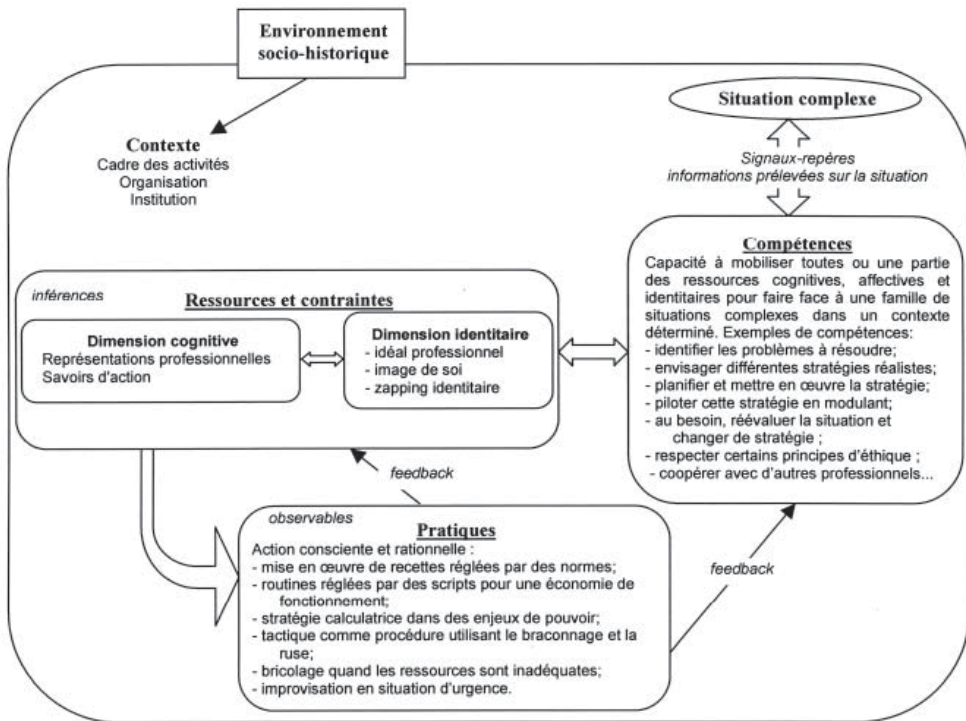 Environnement
socio-historique
Situation complexe
Contexte
Cadre des activités
Organisation
Institution
Signaux-repères
informations prélevées sur la situation
Compétences
Capacité à mobiliser toutes ou une partie
des ressources cognitives, affectives et
identitaires pour faire face à une famille de
situations complexes dans un contexte
déterminé. Exemples de compétences:
- identifier les problèmes à résoudre;
- envisager différentes stratégies réalistes;
- planifier et mettre en œuvre la stratégie;
- piloter cette stratégie en modulant;
- au besoin, réévaluer la situation et
changer de stratégie ;
- respecter certains principes d'éthique ;
- coopérer avec d'autres professionnels...
inférences
Ressources et contraintes
Dimension cognitive
Représentations professionnelles
Savoirs d'action
Dimension identitaire
- idéal professionnel
- image de soi
- zapping identitaire
feedback
observables
Pratiques
Action consciente et rationnelle :
- mise en œuvre de recettes réglées par des normes;
- routines réglées par des scripts pour une économie de
fonctionnement;
- stratégie calculatrice dans des enjeux de pouvoir;
- tactique comme procédure utilisant le braconnage et la
ruse;
- bricolage quand les ressources sont inadéquates;
- improvisation en situation d'urgence.
feedback